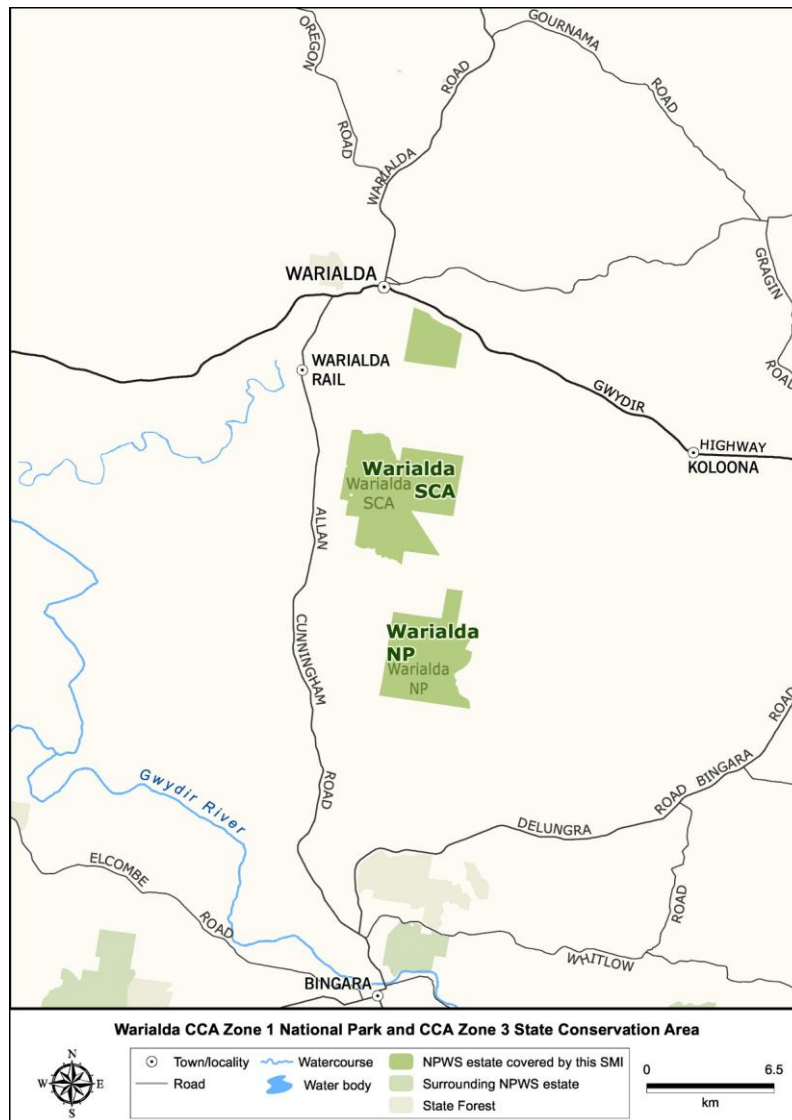 OREGON
ROAD
GOURNAMA
ROAD
ROAD
WARIALDA
GRAGIN
ROAD
WARIALDA
WARIALDA
RAIL
GWYDIR
HIGHWAY
KOLOONA
Warialda
SCA
Warialda
SCA
ALLAN
CUNNINGHAM
ROAD
Warialda
NP
Warialda
NP
ROAD
BINGARA
ROAD
DELUNGRA
Gwydir River
ELCOMBE
ROAD
ROAD
WHITLOW
BINGARA
Warialda CCA Zone 1 National Park and CCA Zone 3 State Conservation Area
N
W
E
S
Town/locality
Road
Watercourse
Water body
NPWS estate covered by this SMI
Surrounding NPWS estate
State Forest
0 6.5
km